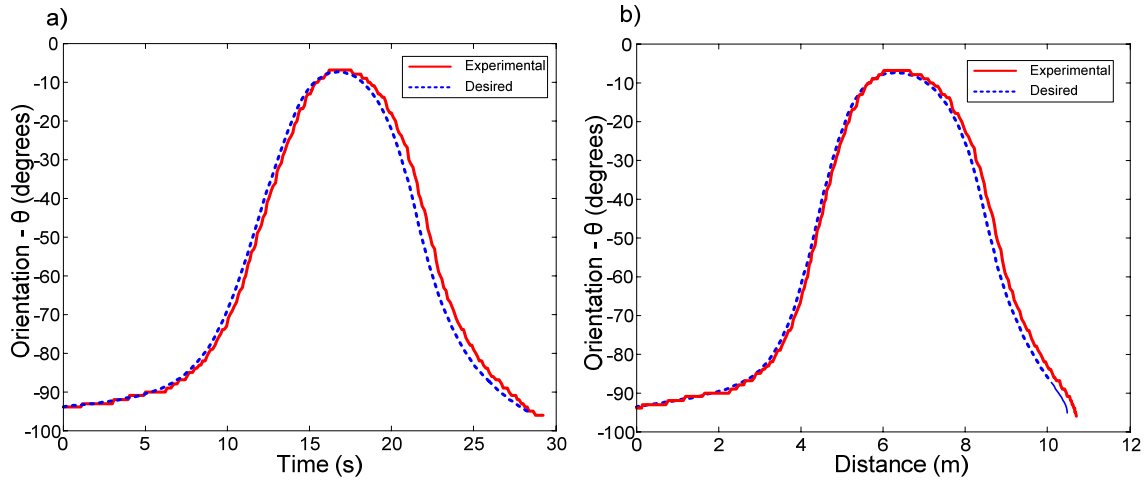 a)
0
-10
-20
-30
-40
-50
-60
-70
-80
-90
-100
Orientation - θ (degrees)
Experimental
Desired
0 5 10 15 20 25 30
Time (s)
b)
0
-10
-20
-30
-40
-50
-60
-70
-80
-90
-100
Orientation - θ (degrees)
Experimental
Desired
0 2 4 6 8 10 12
Distance (m)